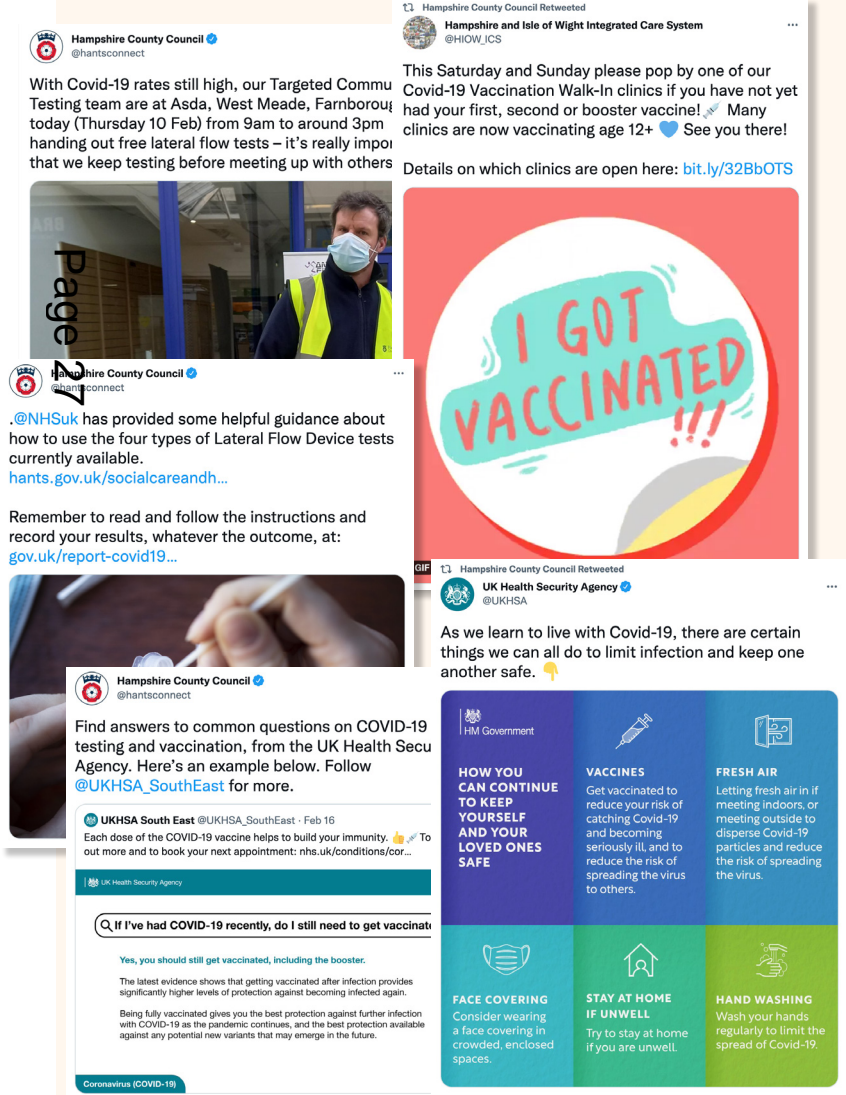 Hampshire County Council
@hantsconnect
With Covid-19 rates still high, our Targeted Commu
Testing team are at Asda, West Meade, Farnboroug
today (Thursday 10 Feb) from 9am to around 3pm
handing out free lateral flow tests – it's really impor
that we keep testing before meeting up with others
Page 27
Hampshire County Council Retweeted
Hampshire and Isle of Wight Integrated Care System
@HIOW_ICS
This Saturday and Sunday please pop by one of our
Covid-19 Vaccination Walk-In clinics if you have not yet
had your first, second or booster vaccine! 💉 Many
clinics are now vaccinating age 12+ 💙 See you there!
Details on which clinics are open here: bit.ly/32BbOTS
I GOT
VACCINATED
!!!
GIF
Hampshire County Council
@hantsconnect
.@NHSuk has provided some helpful guidance about
how to use the four types of Lateral Flow Device tests
currently available.
hants.gov.uk/socialcareandh...
Remember to read and follow the instructions and
record your results, whatever the outcome, at:
gov.uk/report-covid19...
Hampshire County Council
@hantsconnect
Find answers to common questions on COVID-19
testing and vaccination, from the UK Health Secu
Agency. Here's an example below. Follow
@UKHSA_SouthEast for more.
UKHSA South East @UKHSA_SouthEast · Feb 16
Each dose of the COVID-19 vaccine helps to build your immunity. 👍💉 To
out more and to book your next appointment: nhs.uk/conditions/cor...
UK Health Security Agency
If I've had COVID-19 recently, do I still need to get vaccinate
Yes, you should still get vaccinated, including the booster.
The latest evidence shows that getting vaccinated after infection provides
significantly higher levels of protection against becoming infected again.
Being fully vaccinated gives you the best protection against further infection
with COVID-19 as the pandemic continues, and the best protection available
against any potential new variants that may emerge in the future.
Coronavirus (COVID-19)
Hampshire County Council Retweeted
UK Health Security Agency
@UKHSA
As we learn to live with Covid-19, there are certain
things we can all do to limit infection and keep one
another safe. 👇
HM Government
HOW YOU
CAN CONTINUE
TO KEEP
YOURSELF
AND YOUR
LOVED ONES
SAFE
VACCINES
Get vaccinated to
reduce your risk of
catching Covid-19
and becoming
seriously ill, and to
reduce the risk of
spreading the virus
to others.
FRESH AIR
Letting fresh air in if
meeting indoors, or
meeting outside to
disperse Covid-19
particles and reduce
the risk of spreading
the virus.
FACE COVERING
Consider wearing
a face covering in
crowded, enclosed
spaces.
STAY AT HOME
IF UNWELL
Try to stay at home
if you are unwell.
HAND WASHING
Wash your hands
regularly to limit the
spread of Covid-19.